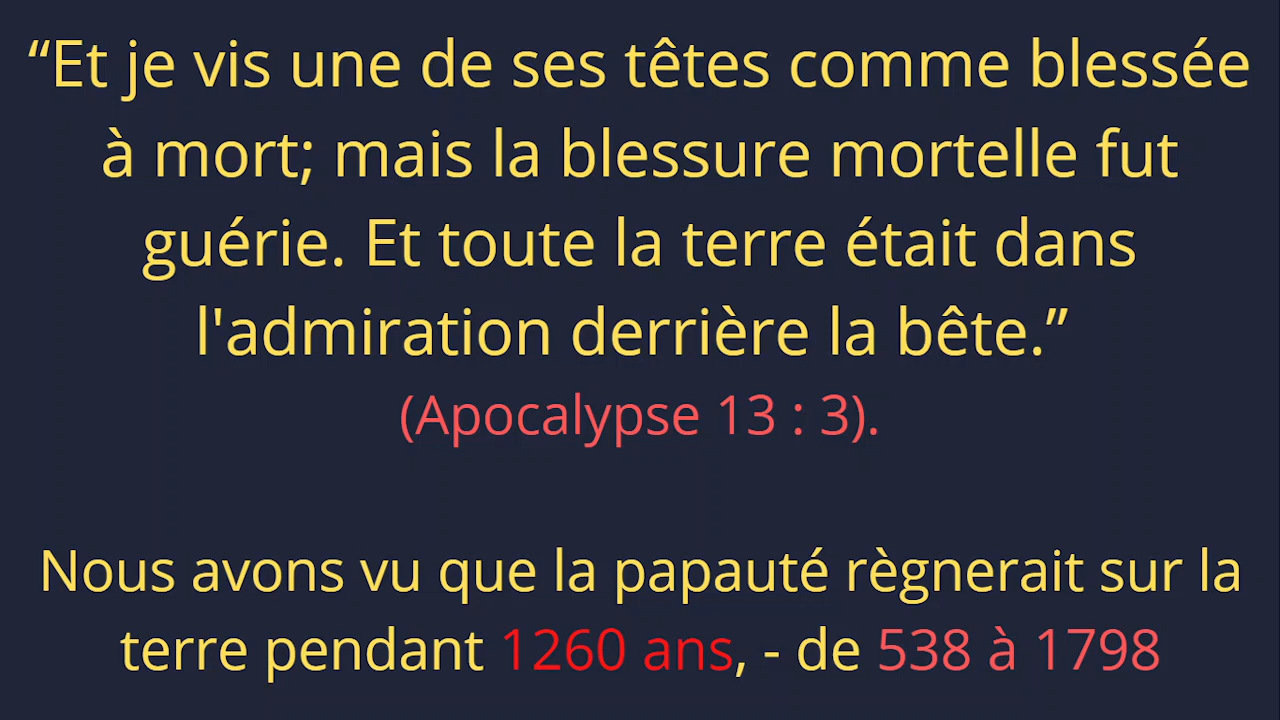 “Et je vis une de ses têtes comme blessée
à mort; mais la blessure mortelle fut
guérie. Et toute la terre était dans
l'admiration derrière la bête.”
(Apocalypse 13 : 3).
Nous avons vu que la papauté règnerait sur la
terre pendant 1260 ans, - de 538 à 1798